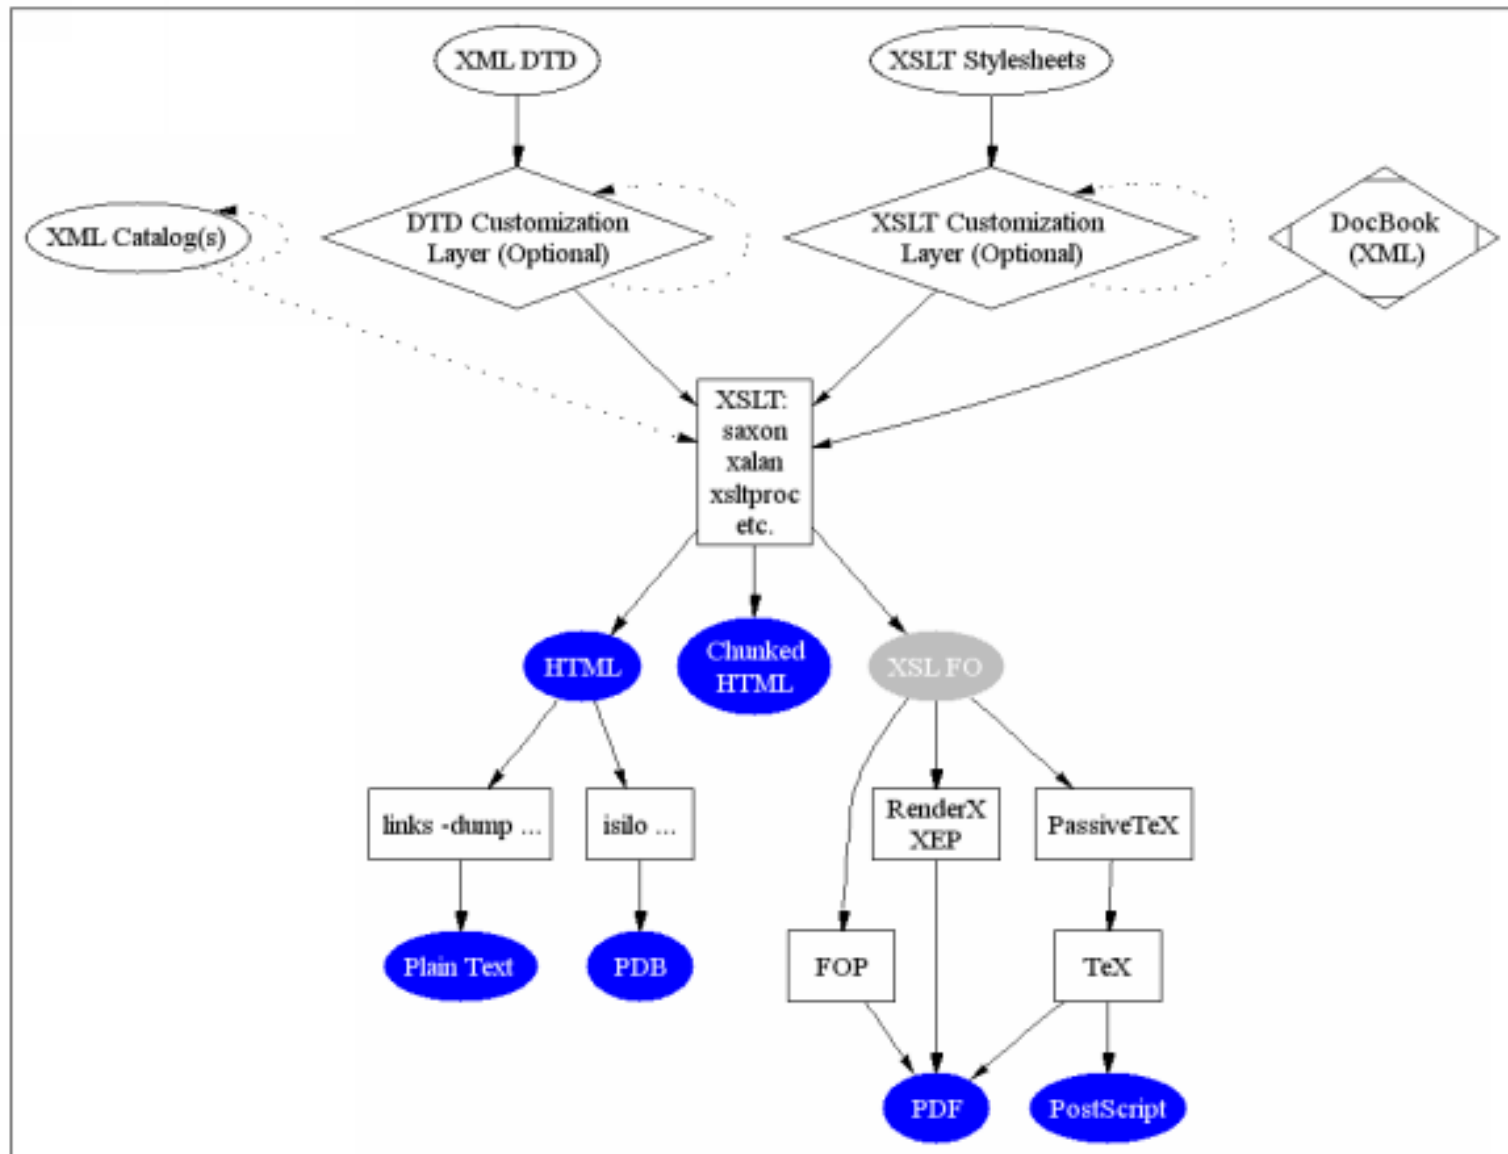 XML DTD
XSLT Stylesheets
XML Catalog(s)
DTD Customization
Layer (Optional)
XSLT Customization
Layer (Optional)
DocBook
(XML)
XSLT:
saxon
xalan
xsltproc
etc.
HTML
Chunked
HTML
XSL FO
links -dump ...
isilo ...
RenderX
XEP
PassiveTeX
Plain Text
PDB
FOP
TeX
PDF
PostScript